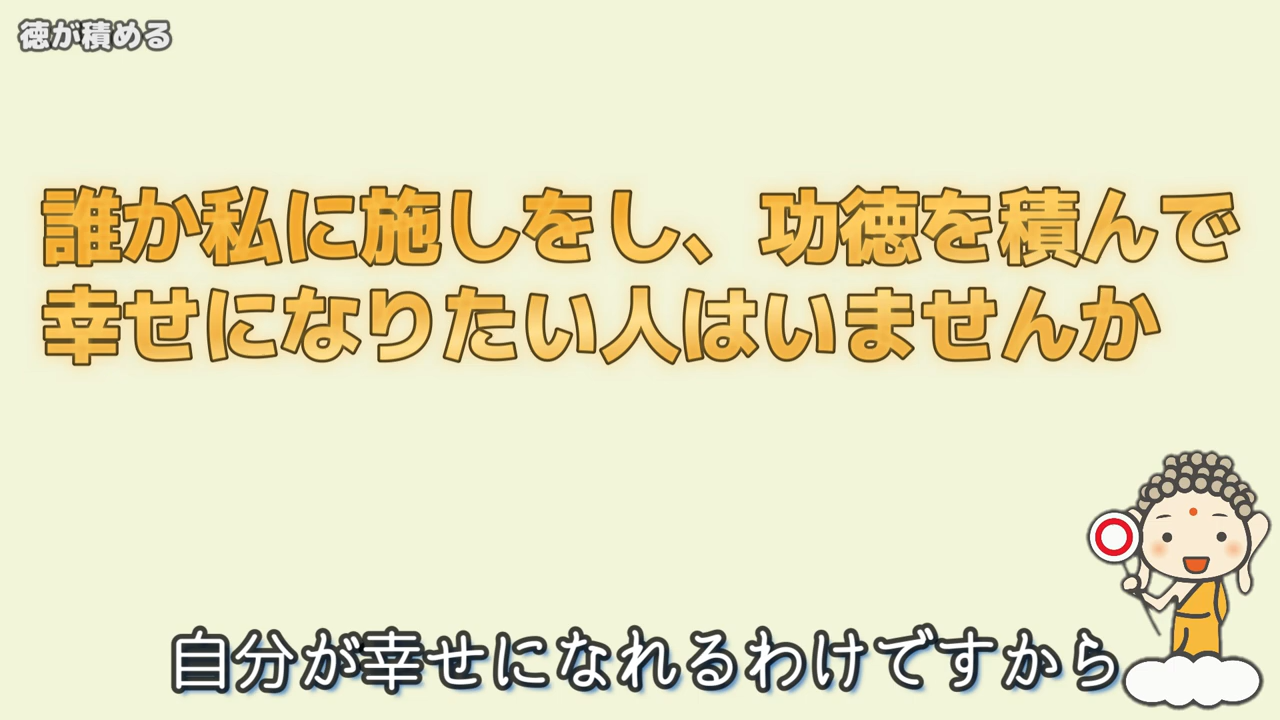 徳が積める
誰か私に施しをし、功徳を積んで
幸せになりたい人はいませんか
自分が幸せになれるわけですから